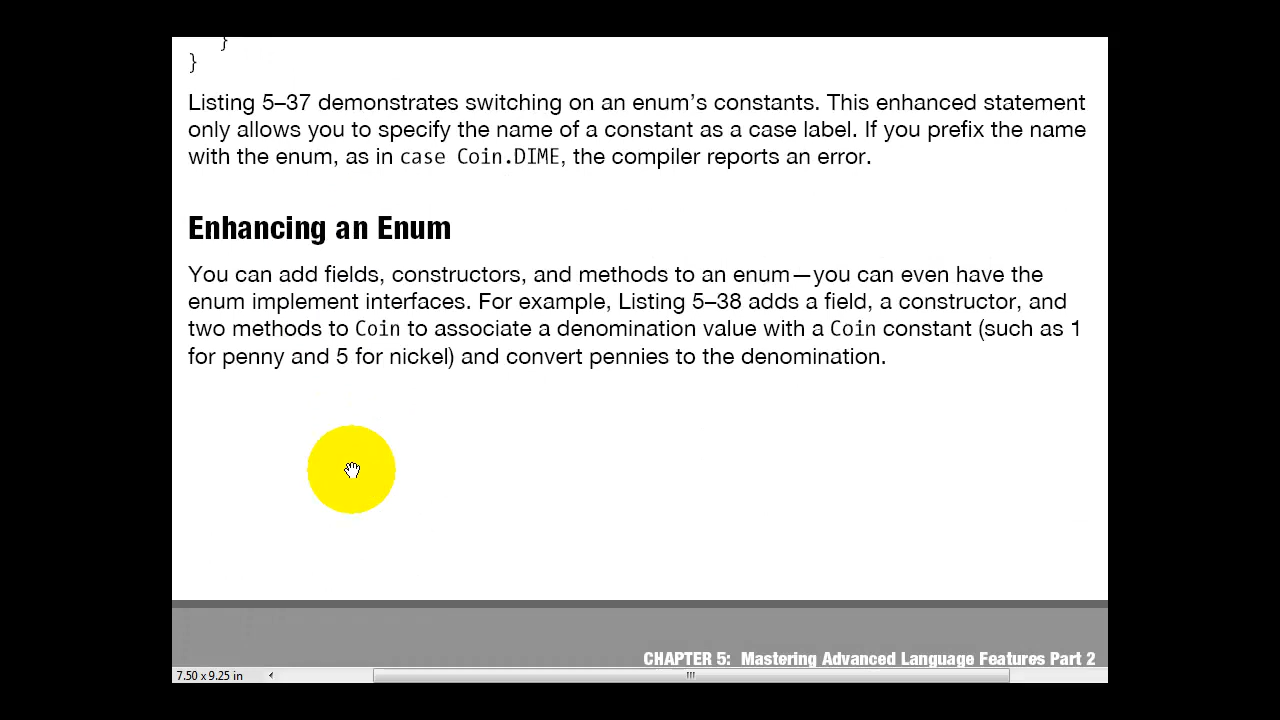 }
}
Listing 5–37 demonstrates switching on an enum’s constants. This enhanced statement
only allows you to specify the name of a constant as a case label. If you prefix the name
with the enum, as in case Coin.DIME, the compiler reports an error.
Enhancing an Enum
You can add fields, constructors, and methods to an enum—you can even have the
enum implement interfaces. For example, Listing 5–38 adds a field, a constructor, and
two methods to Coin to associate a denomination value with a Coin constant (such as 1
for penny and 5 for nickel) and convert pennies to the denomination.
CHAPTER 5: Mastering Advanced Language Features Part 2
7.50 x 9.25 in